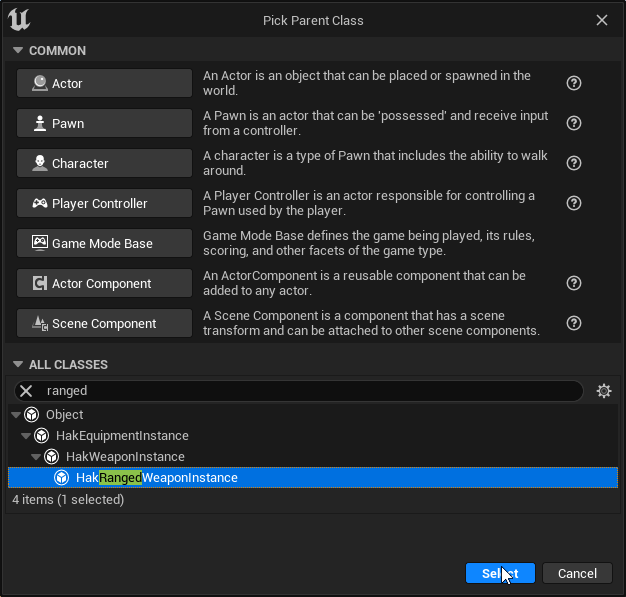 Pick Parent Class
COMMON
Actor
An Actor is an object that can be placed or spawned in the
world.
Pawn
A Pawn is an actor that can be 'possessed' and receive input
from a controller.
Character
A character is a type of Pawn that includes the ability to walk
around.
Player Controller
A Player Controller is an actor responsible for controlling a
Pawn used by the player.
Game Mode Base
Game Mode Base defines the game being played, its rules,
scoring, and other facets of the game type.
Actor Component
An ActorComponent is a reusable component that can be
added to any actor.
Scene Component
A Scene Component is a component that has a scene
transform and can be attached to other scene components.
ALL CLASSES
ranged
Object
HakEquipmentInstance
HakWeaponInstance
HakRangedWeaponInstance
4 items (1 selected)
Select
Cancel